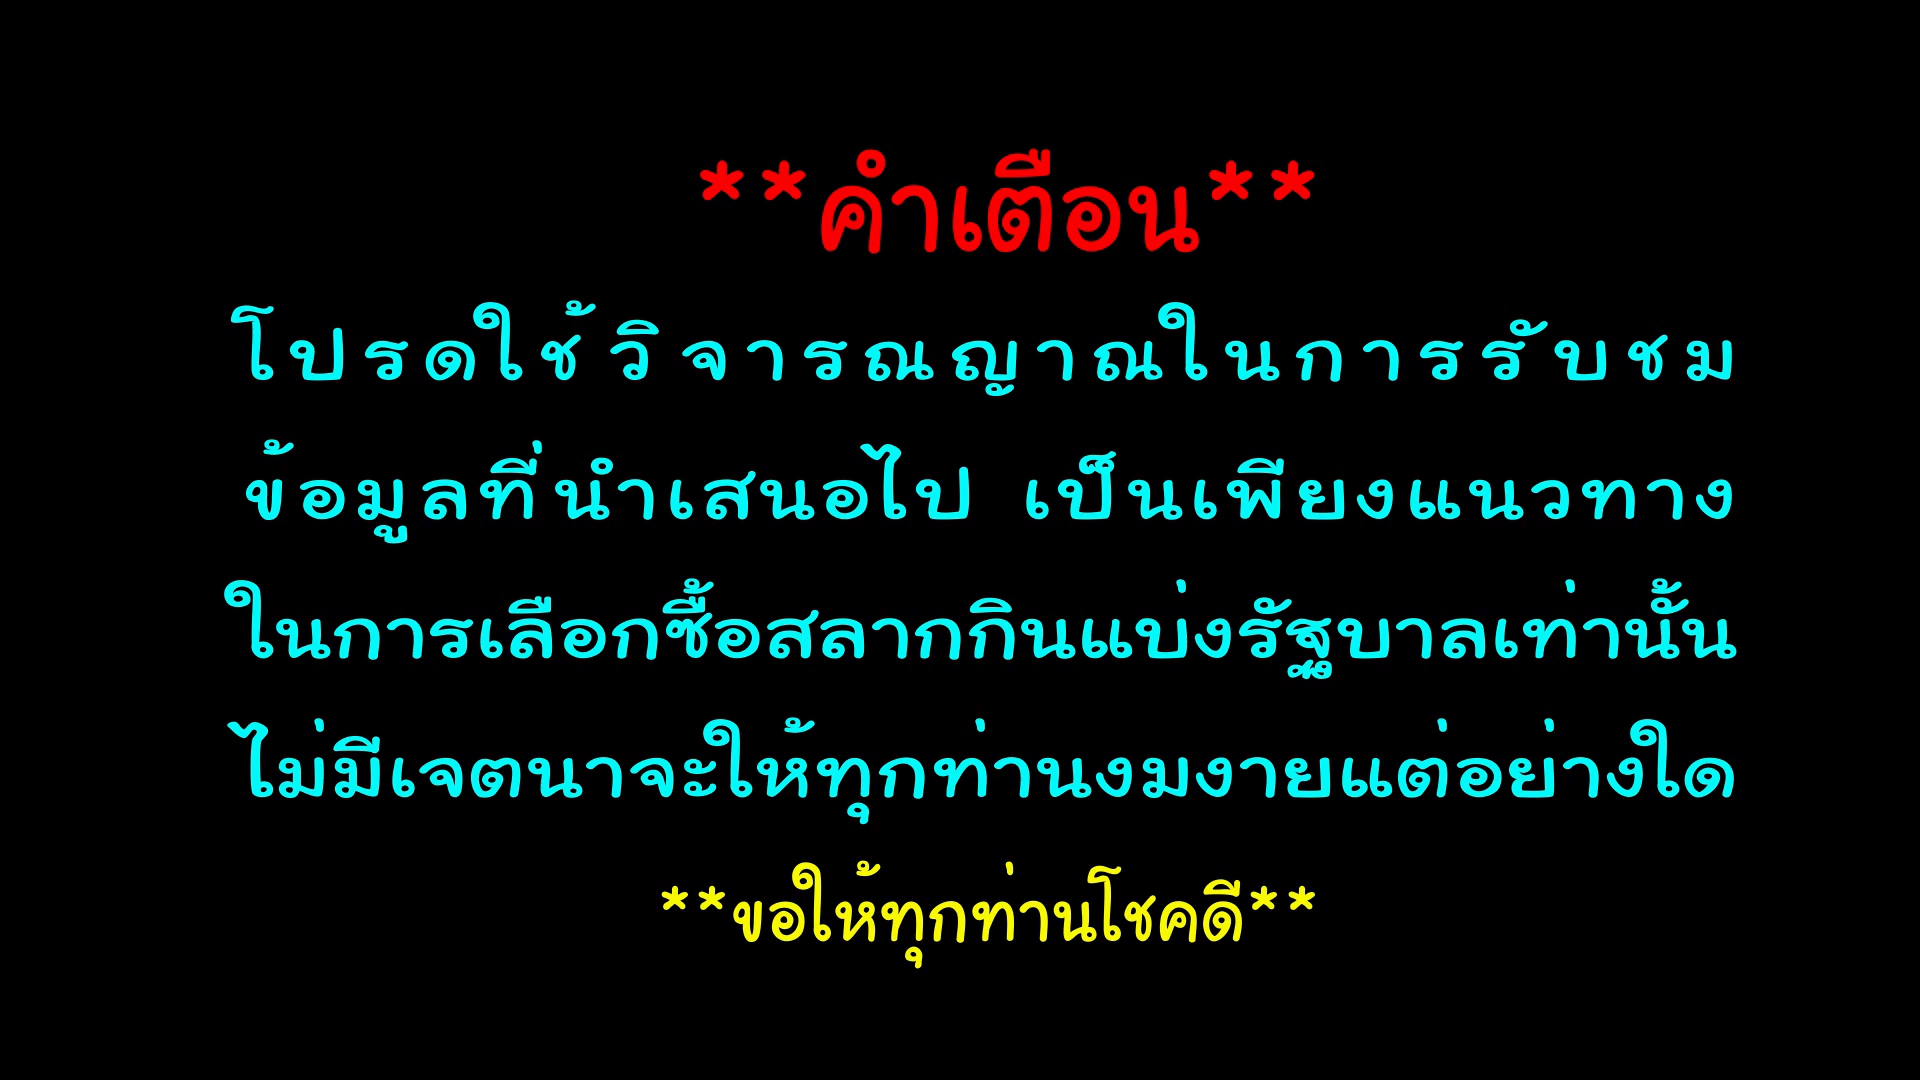 **คำเตือน**
โปรดใช้วิจารณญาณในการรับชม
ข้อมูลที่นำเสนอไป เป็นเพียงแนวทาง
ในการเลือกซื้อสลากกินแบ่งรัฐบาลเท่านั้น
ไม่มีเจตนาจะให้ทุกท่านงมงายแต่อย่างใด
**ขอให้ทุกท่านโชคดี**